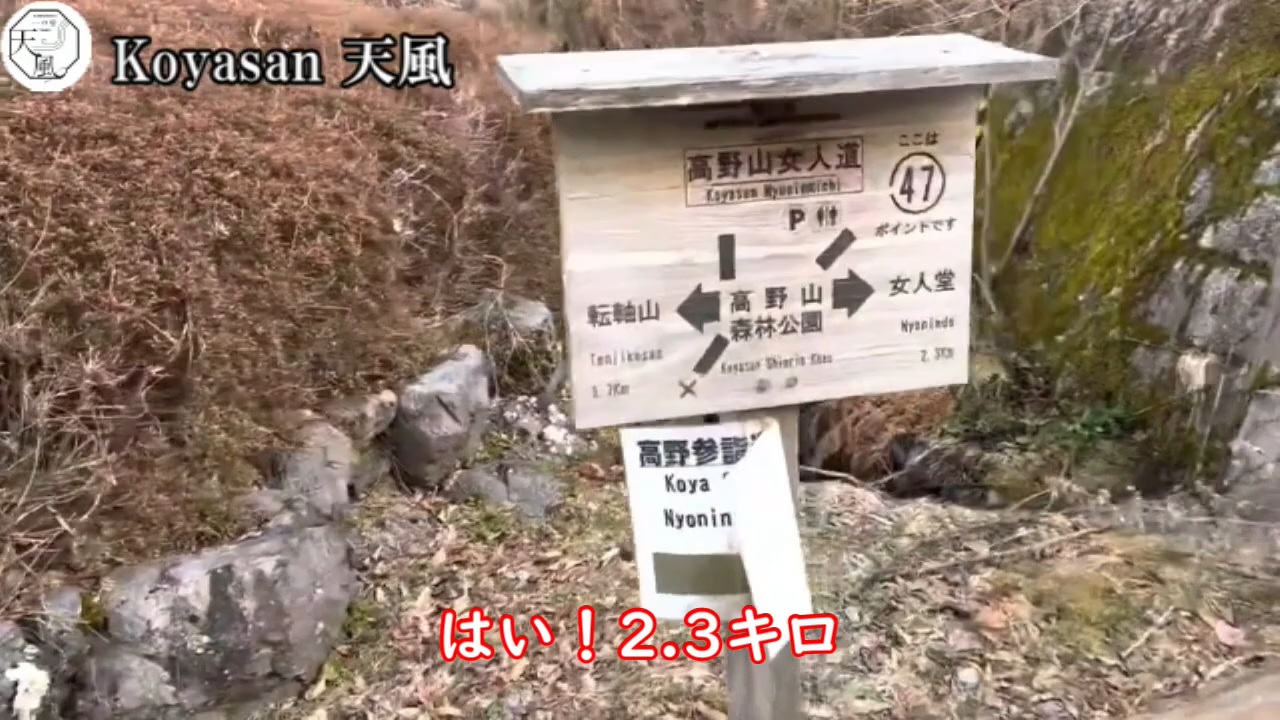 天風
Koyasan 天風
高野山女人道
Koyasan Nyoninmichi
ここは
47
ポイントです
P
転軸山
高野山
森林公園
女人堂
Tenjikusan
Koyasan Shinrin Koen
Nyonindo
2.3Km
高野参詣
Koya
Nyonin
はい！2.3キロ